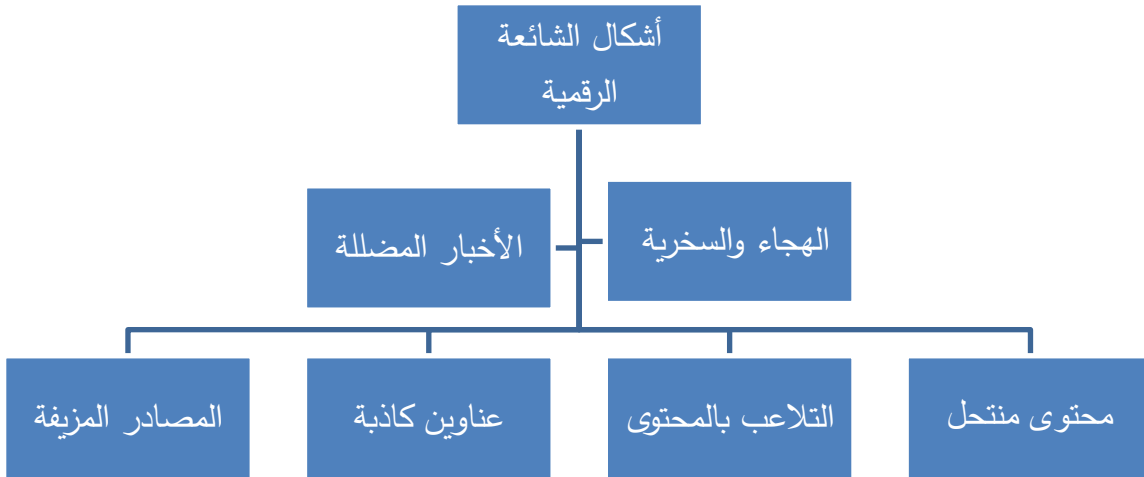 أشكال الشائعة
الرقمية
الهجاء والسخرية
الأخبار المضللة
محتوى منتحل
التلاعب بالمحتوى
عناوين كاذبة
المصادر المزيفة